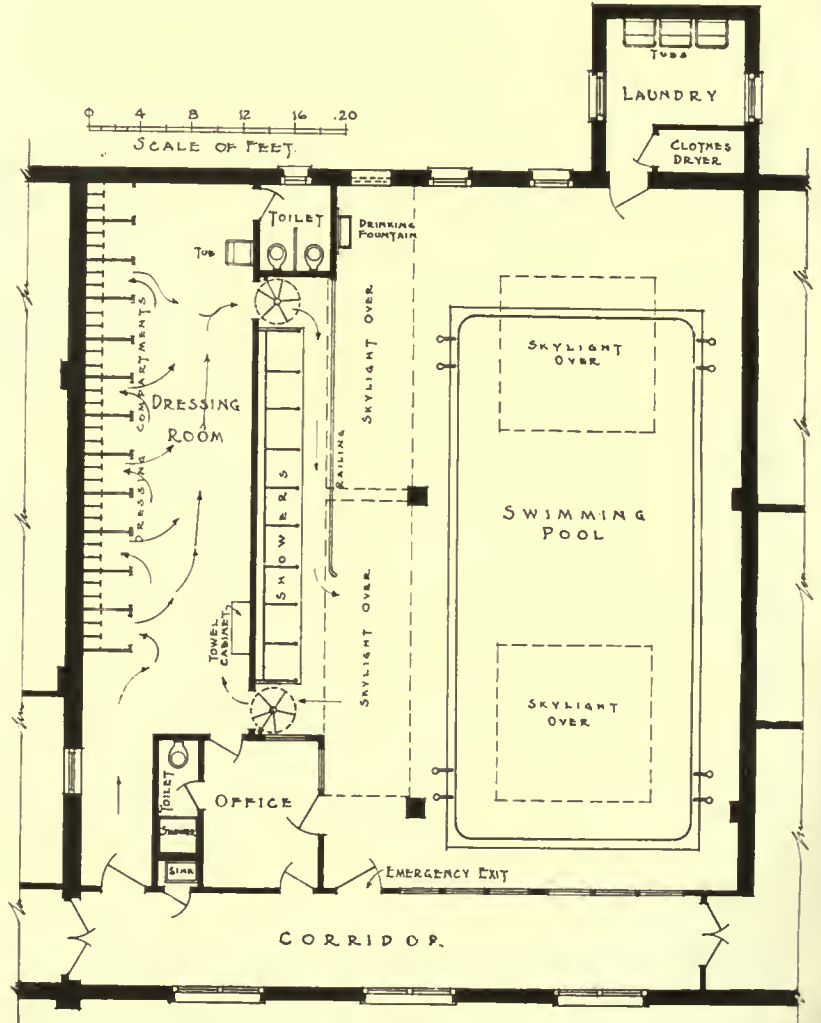 TUBS
LAUNDRY
CLOTHES
DRYER
0 4 8 12 16 20
SCALE OF FEET.
TOILET
DRINKING
FOUNTAIN
TUB
SKYLIGHT OVER
SKYLIGHT
OVER
DRESSING COMPARTMENTS
DRESSING
ROOM
RAILING
SHOWERS
SWIMMING
POOL
SKYLIGHT OVER
TOWEL
CABINET
SKYLIGHT
OVER
TOILET
OFFICE
SHOWER
SINK
EMERGENCY EXIT
CORRIDOR.